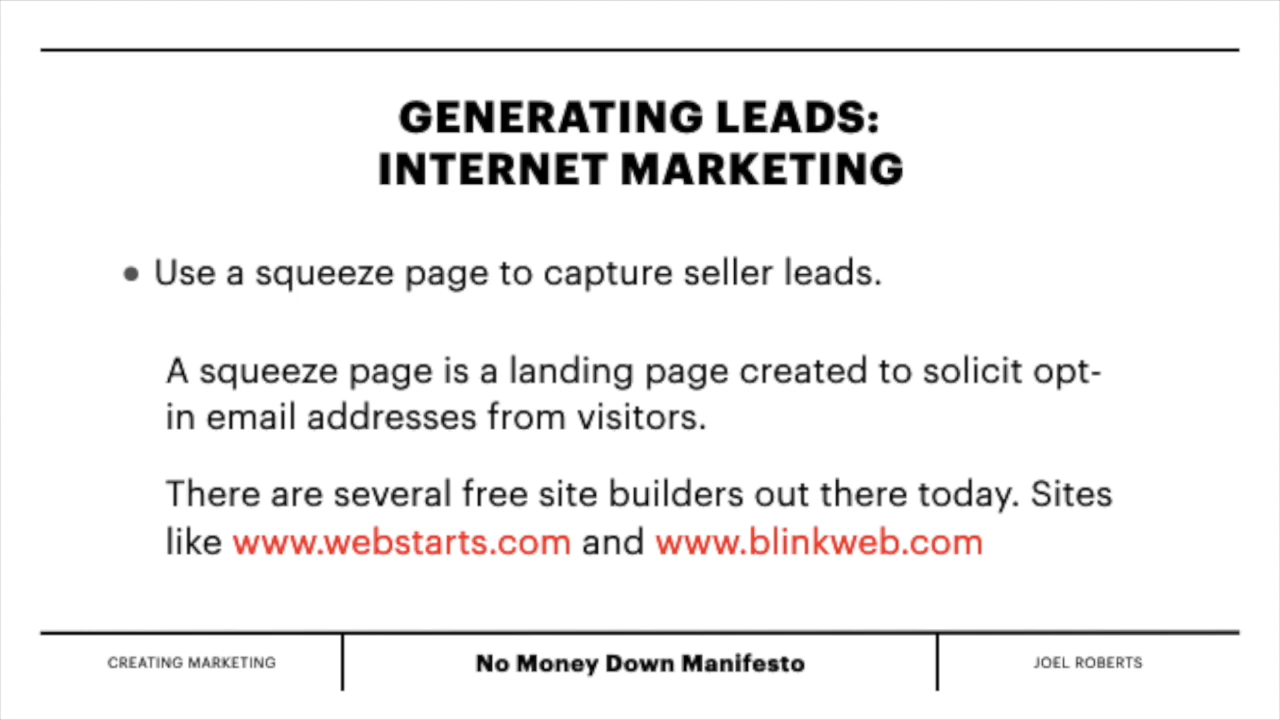 GENERATING LEADS:
INTERNET MARKETING
• Use a squeeze page to capture seller leads.
A squeeze page is a landing page created to solicit opt-
in email addresses from visitors.
There are several free site builders out there today. Sites
like www.webstarts.com and www.blinkweb.com
CREATING MARKETING
No Money Down Manifesto
JOEL ROBERTS